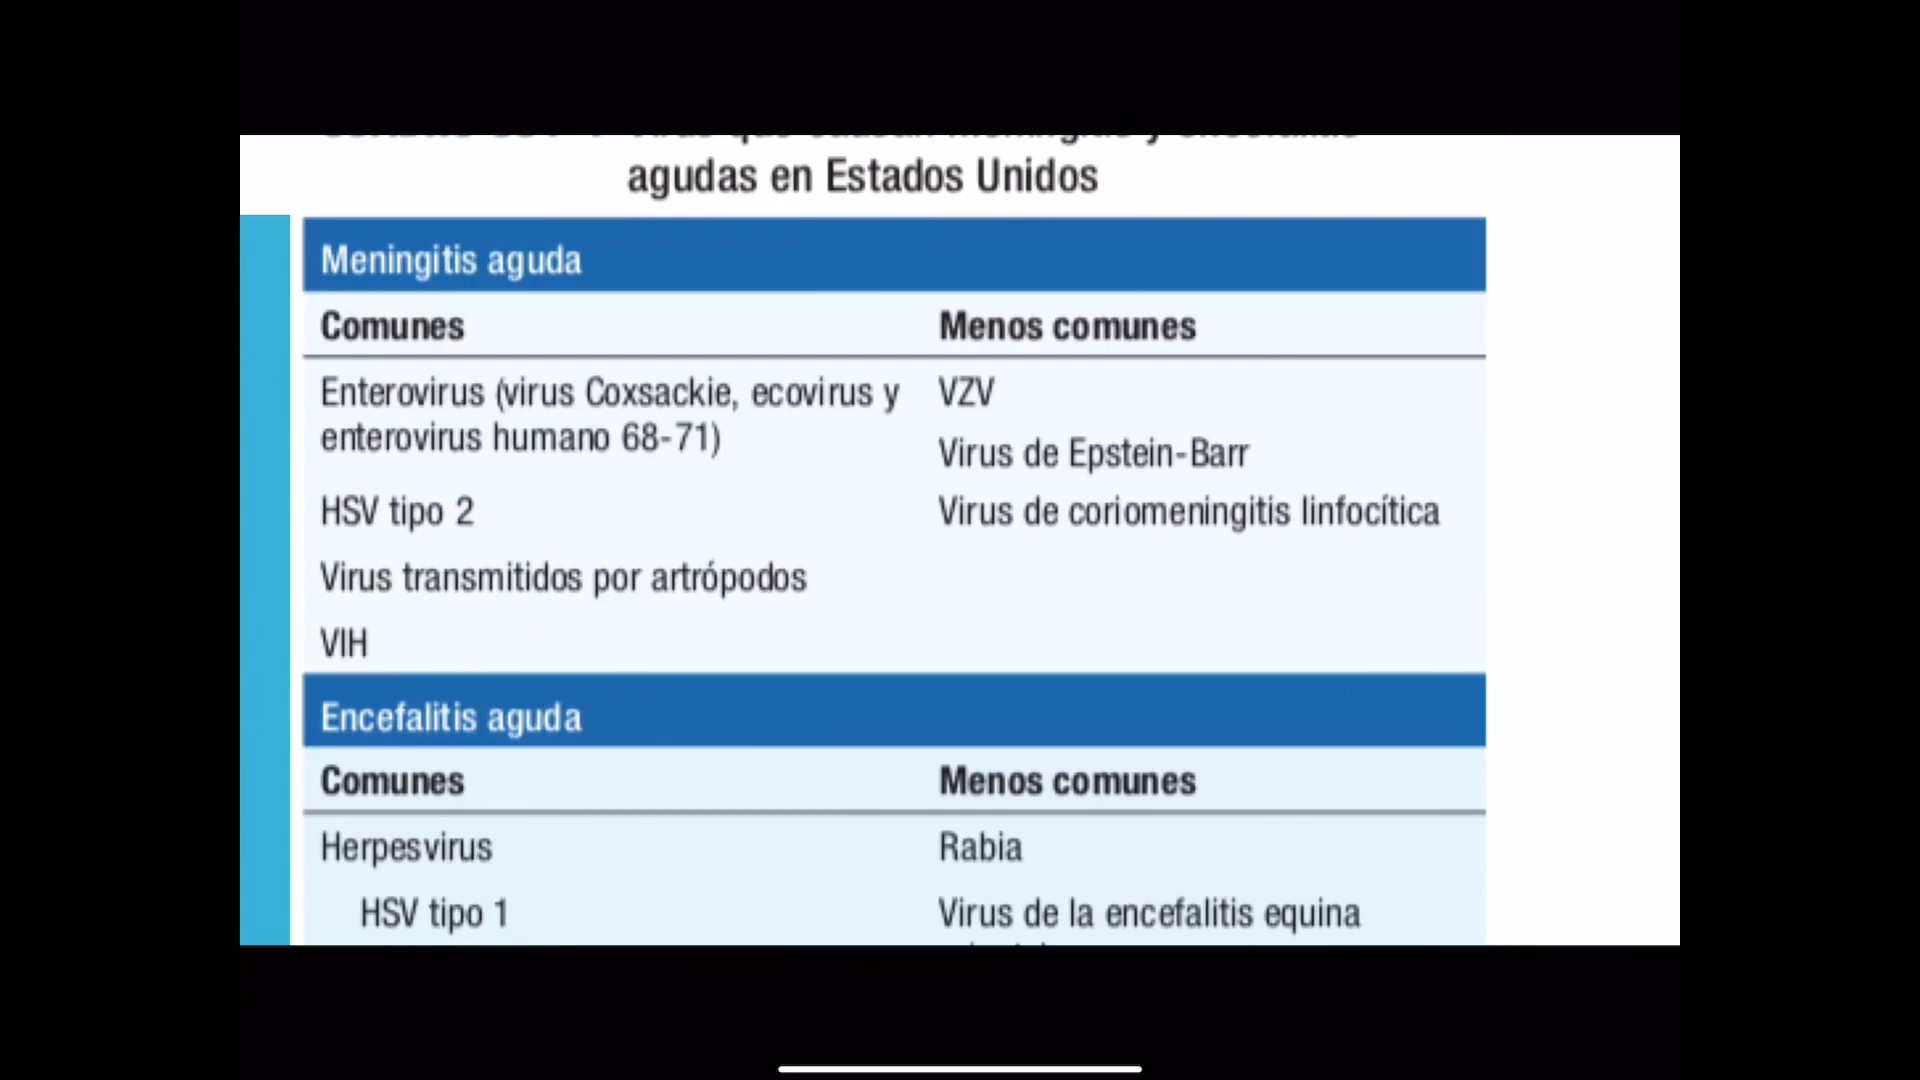 agudas en Estados Unidos
Meningitis aguda
Comunes Menos comunes
Enterovirus (virus Coxsackie, ecovirus y VZV
enterovirus humano 68-71)
Virus de Epstein-Barr
HSV tipo 2 Virus de coriomeningitis linfocítica
Virus transmitidos por artrópodos
VIH
Encefalitis aguda
Comunes Menos comunes
Herpesvirus Rabia
HSV tipo 1 Virus de la encefalitis equina